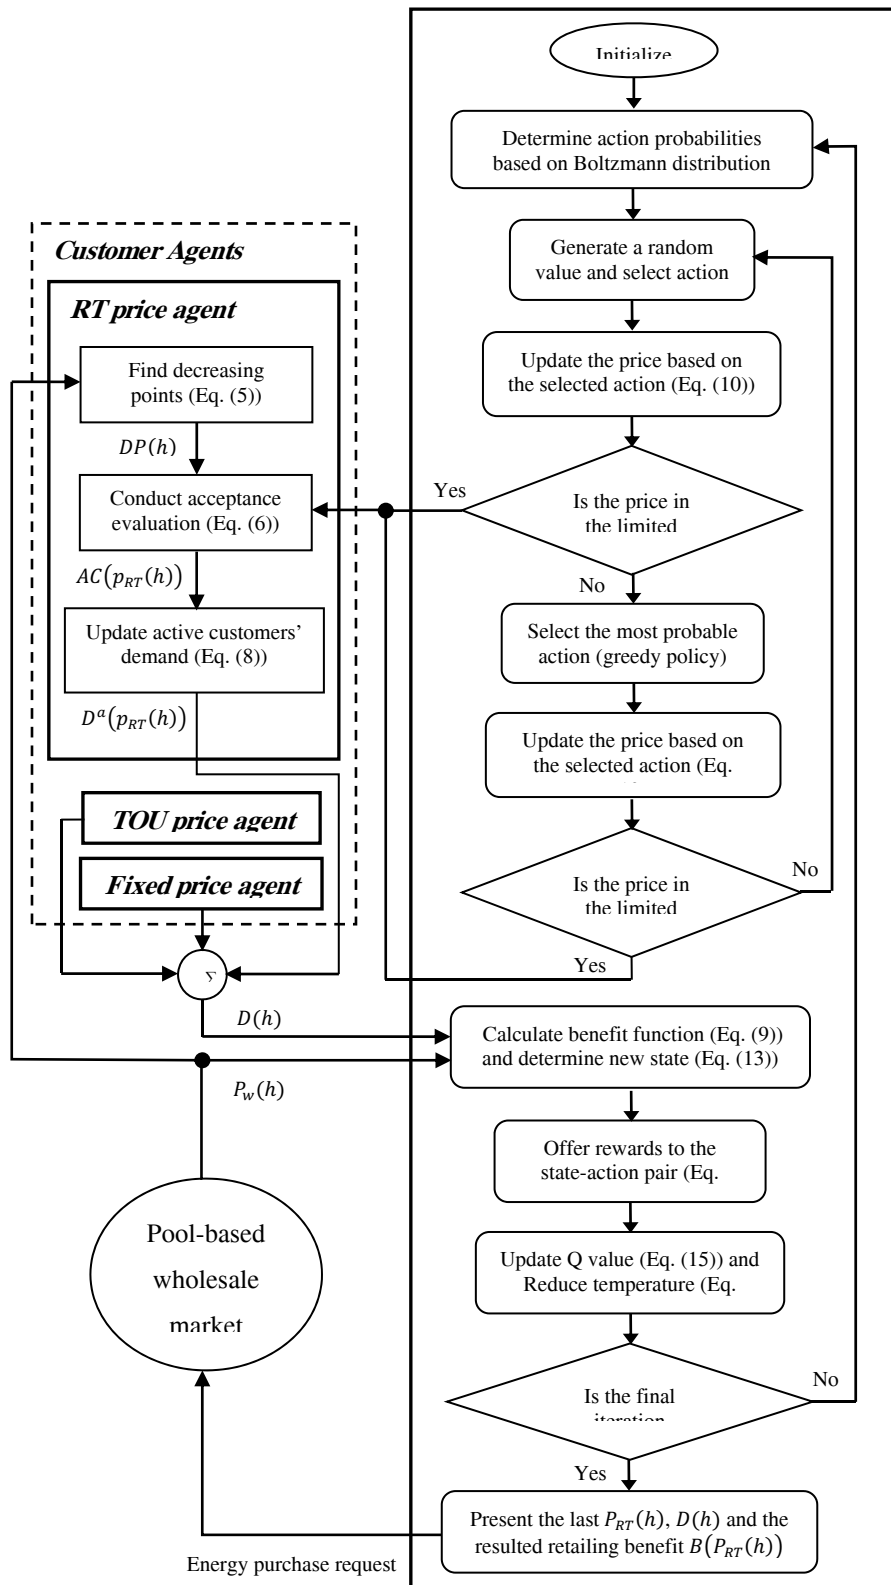 Initialize
Determine action probabilities
based on Boltzmann distribution
Generate a random
value and select action
Update the price based on
the selected action (Eq. (10))
Is the price in
the limited
Yes
No
Select the most probable
action (greedy policy)
Update the price based on
the selected action (Eq.
Is the price in
the limited
No
Yes
Customer Agents
RT price agent
Find decreasing
points (Eq. (5))
DP(h)
Conduct acceptance
evaluation (Eq. (6))
AC(p_RT(h))
Update active customers’
demand (Eq. (8))
D^a(p_RT(h))
TOU price agent
Fixed price agent
Σ
D(h)
P_w(h)
Calculate benefit function (Eq. (9))
and determine new state (Eq. (13))
Offer rewards to the
state-action pair (Eq.
Update Q value (Eq. (15)) and
Reduce temperature (Eq.
Is the final
iteration
No
Yes
Present the last P_RT(h), D(h) and the
resulted retailing benefit B(P_RT(h))
Pool-based
wholesale
market
Energy purchase request